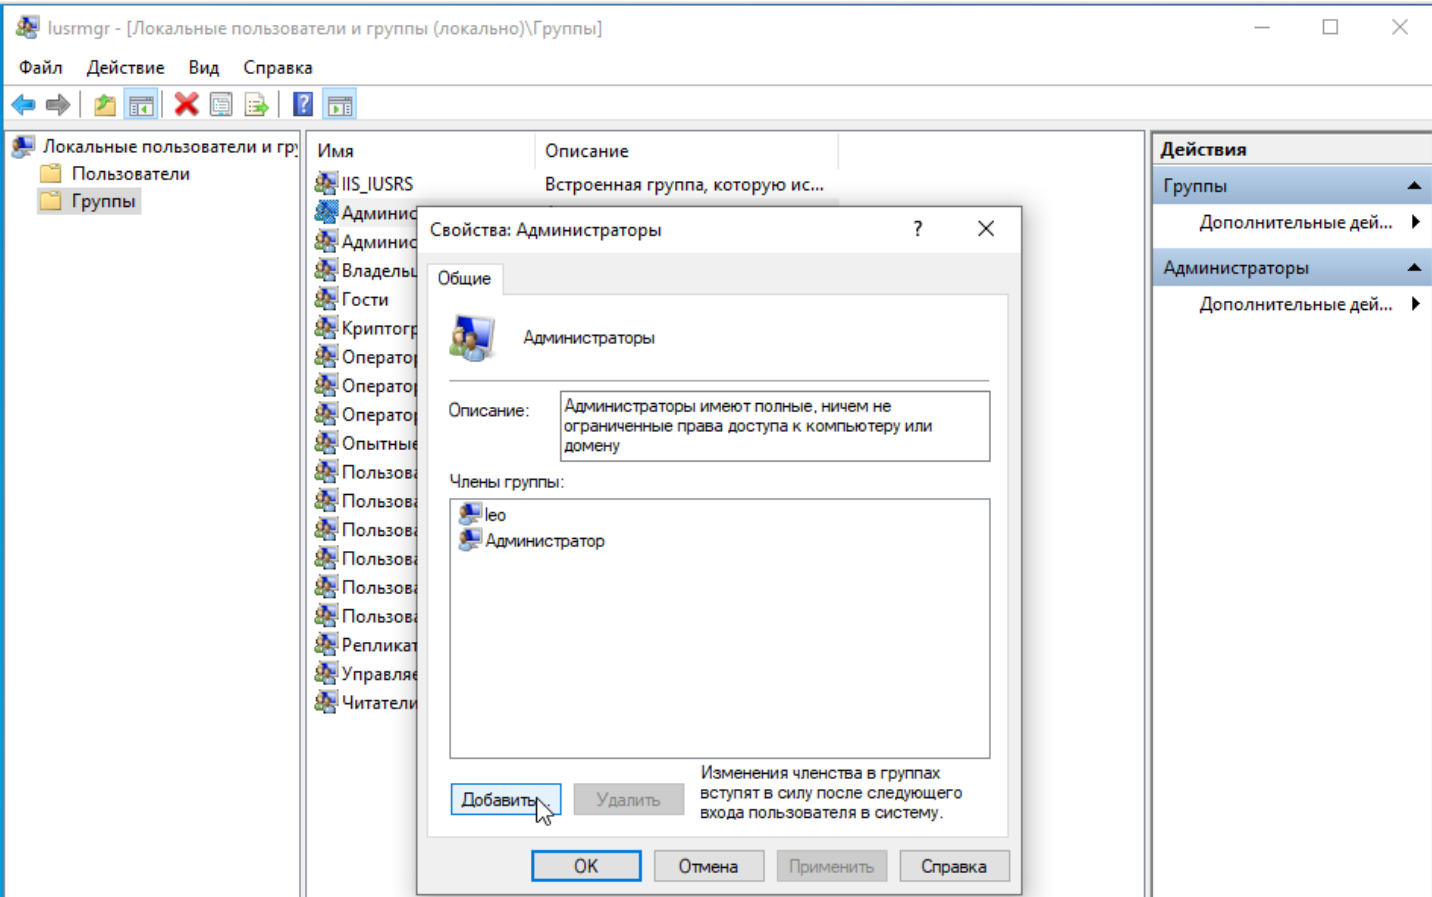 lusrmgr - [Локальные пользователи и группы (локально)\Группы]
Файл Действие Вид Справка
Локальные пользователи и гру
Пользователи
Группы
Имя Описание
IIS_IUSRS Встроенная группа, которую ис...
Админис
Админис
Владельц
Гости
Криптогр
Оператор
Оператор
Оператор
Опытные
Пользова
Пользова
Пользова
Пользова
Пользова
Пользова
Репликат
Управляе
Читатели
Свойства: Администраторы ?
Общие
Администраторы
Описание:
Администраторы имеют полные, ничем не
ограниченные права доступа к компьютеру или
домену
Члены группы:
leo
Администратор
Добавить... Удалить
Изменения членства в группах
вступят в силу после следующего
входа пользователя в систему.
OK Отмена Применить Справка
Действия
Группы
Дополнительные дей...
Администраторы
Дополнительные дей...